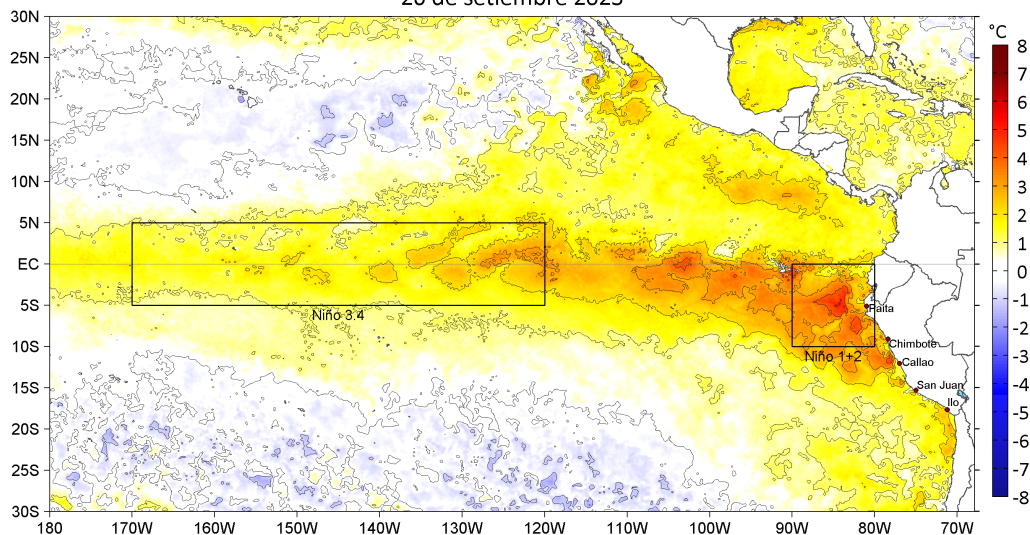 de setiembre
30N
25N
20N
15N
10N
5N
EC
5S
10S
15S
20S
25S
30S
180
170W
160W
150W
140W
130W
120W
110W
100W
90W
80W
70W
Niño 3.4
Niño 1+2
Paita
Chimbote
Callao
San Juan
Ilo
°C
8
7
6
5
4
3
2
1
0
-1
-2
-3
-4
-5
-6
-7
-8